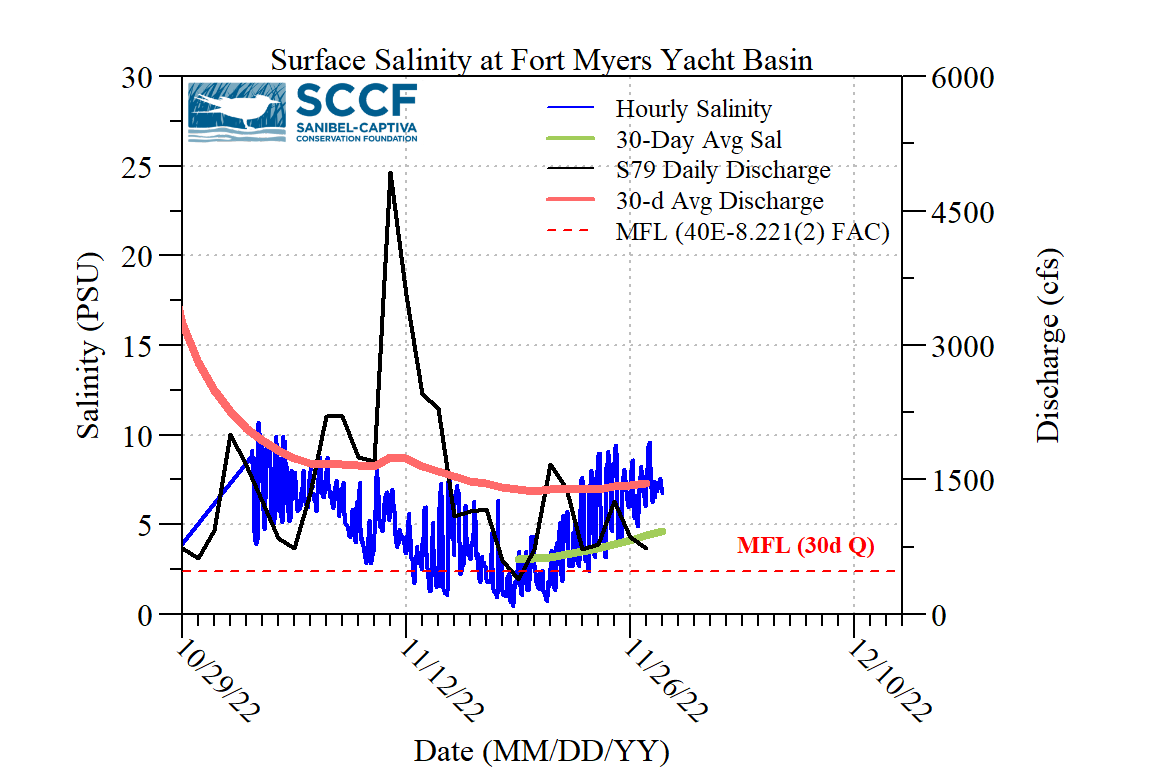 Surface Salinity at Fort Myers Yacht Basin
SCCF
SANIBEL-CAPTIVA
CONSERVATION FOUNDATION
Hourly Salinity
30-Day Avg Sal
S79 Daily Discharge
30-d Avg Discharge
MFL (40E-8.221(2) FAC)
Salinity (PSU)
30
25
20
15
10
5
0
Discharge (cfs)
6000
4500
3000
1500
0
MFL (30d Q)
10/29/22
11/12/22
11/26/22
12/10/22
Date (MM/DD/YY)